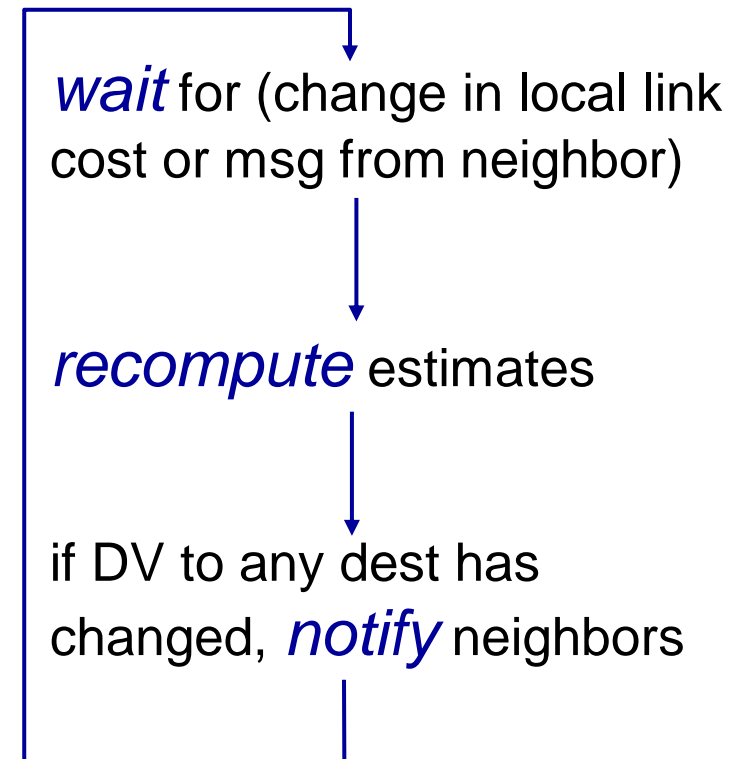 wait for (change in local link
cost or msg from neighbor)
recompute estimates
if DV to any dest has
changed, notify neighbors